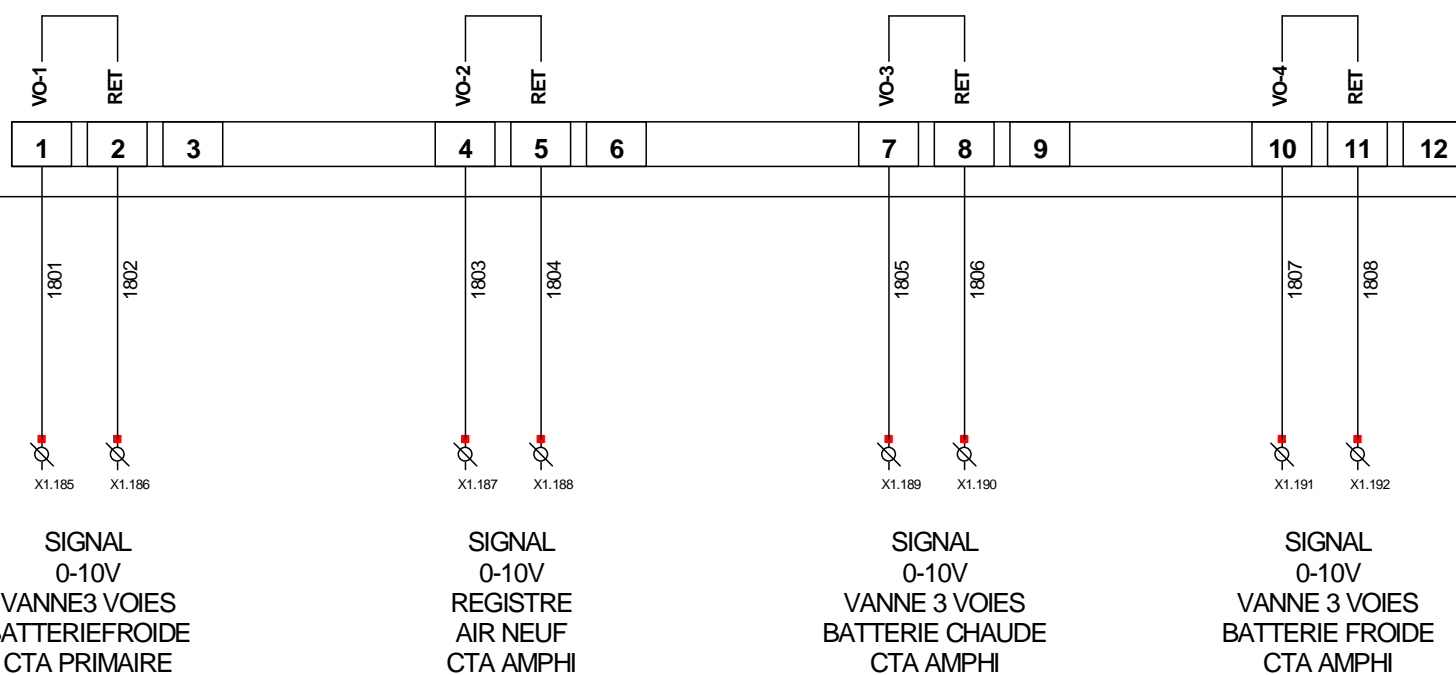 VO-1 RET VO-2 RET VO-3 RET VO-4 RET
1 2 3 4 5 6 7 8 9 10 11 12
1801 1802 1803 1804 1805 1806 1807 1808
X1.185 X1.186 X1.187 X1.188 X1.189 X1.190 X1.191 X1.192
SIGNAL
0-10V
VANNE3 VOIES
BATTERIEFROIDE
CTA PRIMAIRE
SIGNAL
0-10V
REGISTRE
AIR NEUF
CTA AMPHI
SIGNAL
0-10V
VANNE 3 VOIES
BATTERIE CHAUDE
CTA AMPHI
SIGNAL
0-10V
VANNE 3 VOIES
BATTERIE FROIDE
CTA AMPHI